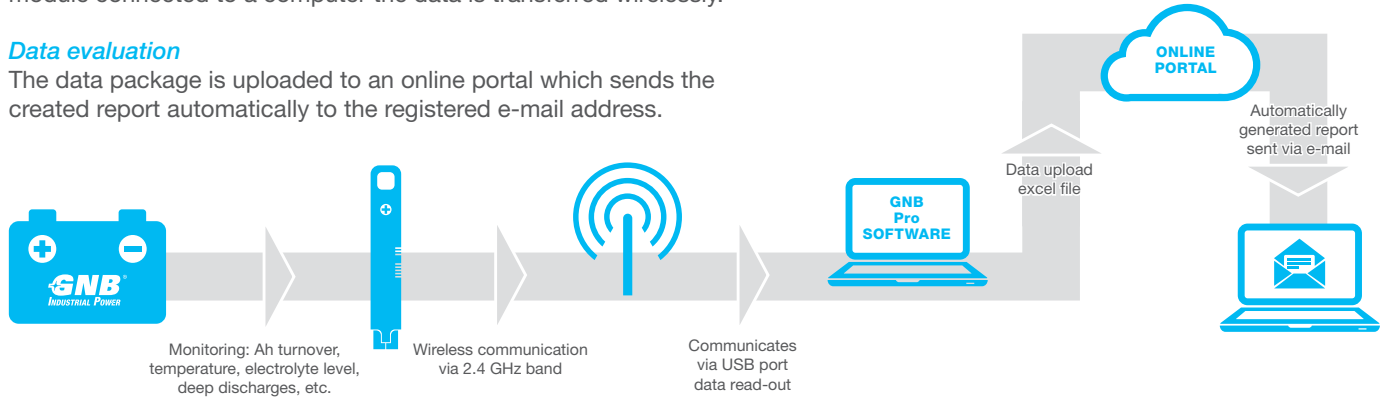 module connected to a computer the data is transferred wirelessly.
Data evaluation
The data package is uploaded to an online portal which sends the
created report automatically to the registered e-mail address.
ONLINE
PORTAL
Automatically
generated report
sent via e-mail
Data upload
excel file
GNB
Pro
SOFTWARE
GNB®
INDUSTRIAL POWER
Monitoring: Ah turnover,
temperature, electrolyte level,
deep discharges, etc.
Wireless communication
via 2.4 GHz band
Communicates
via USB port
data read-out